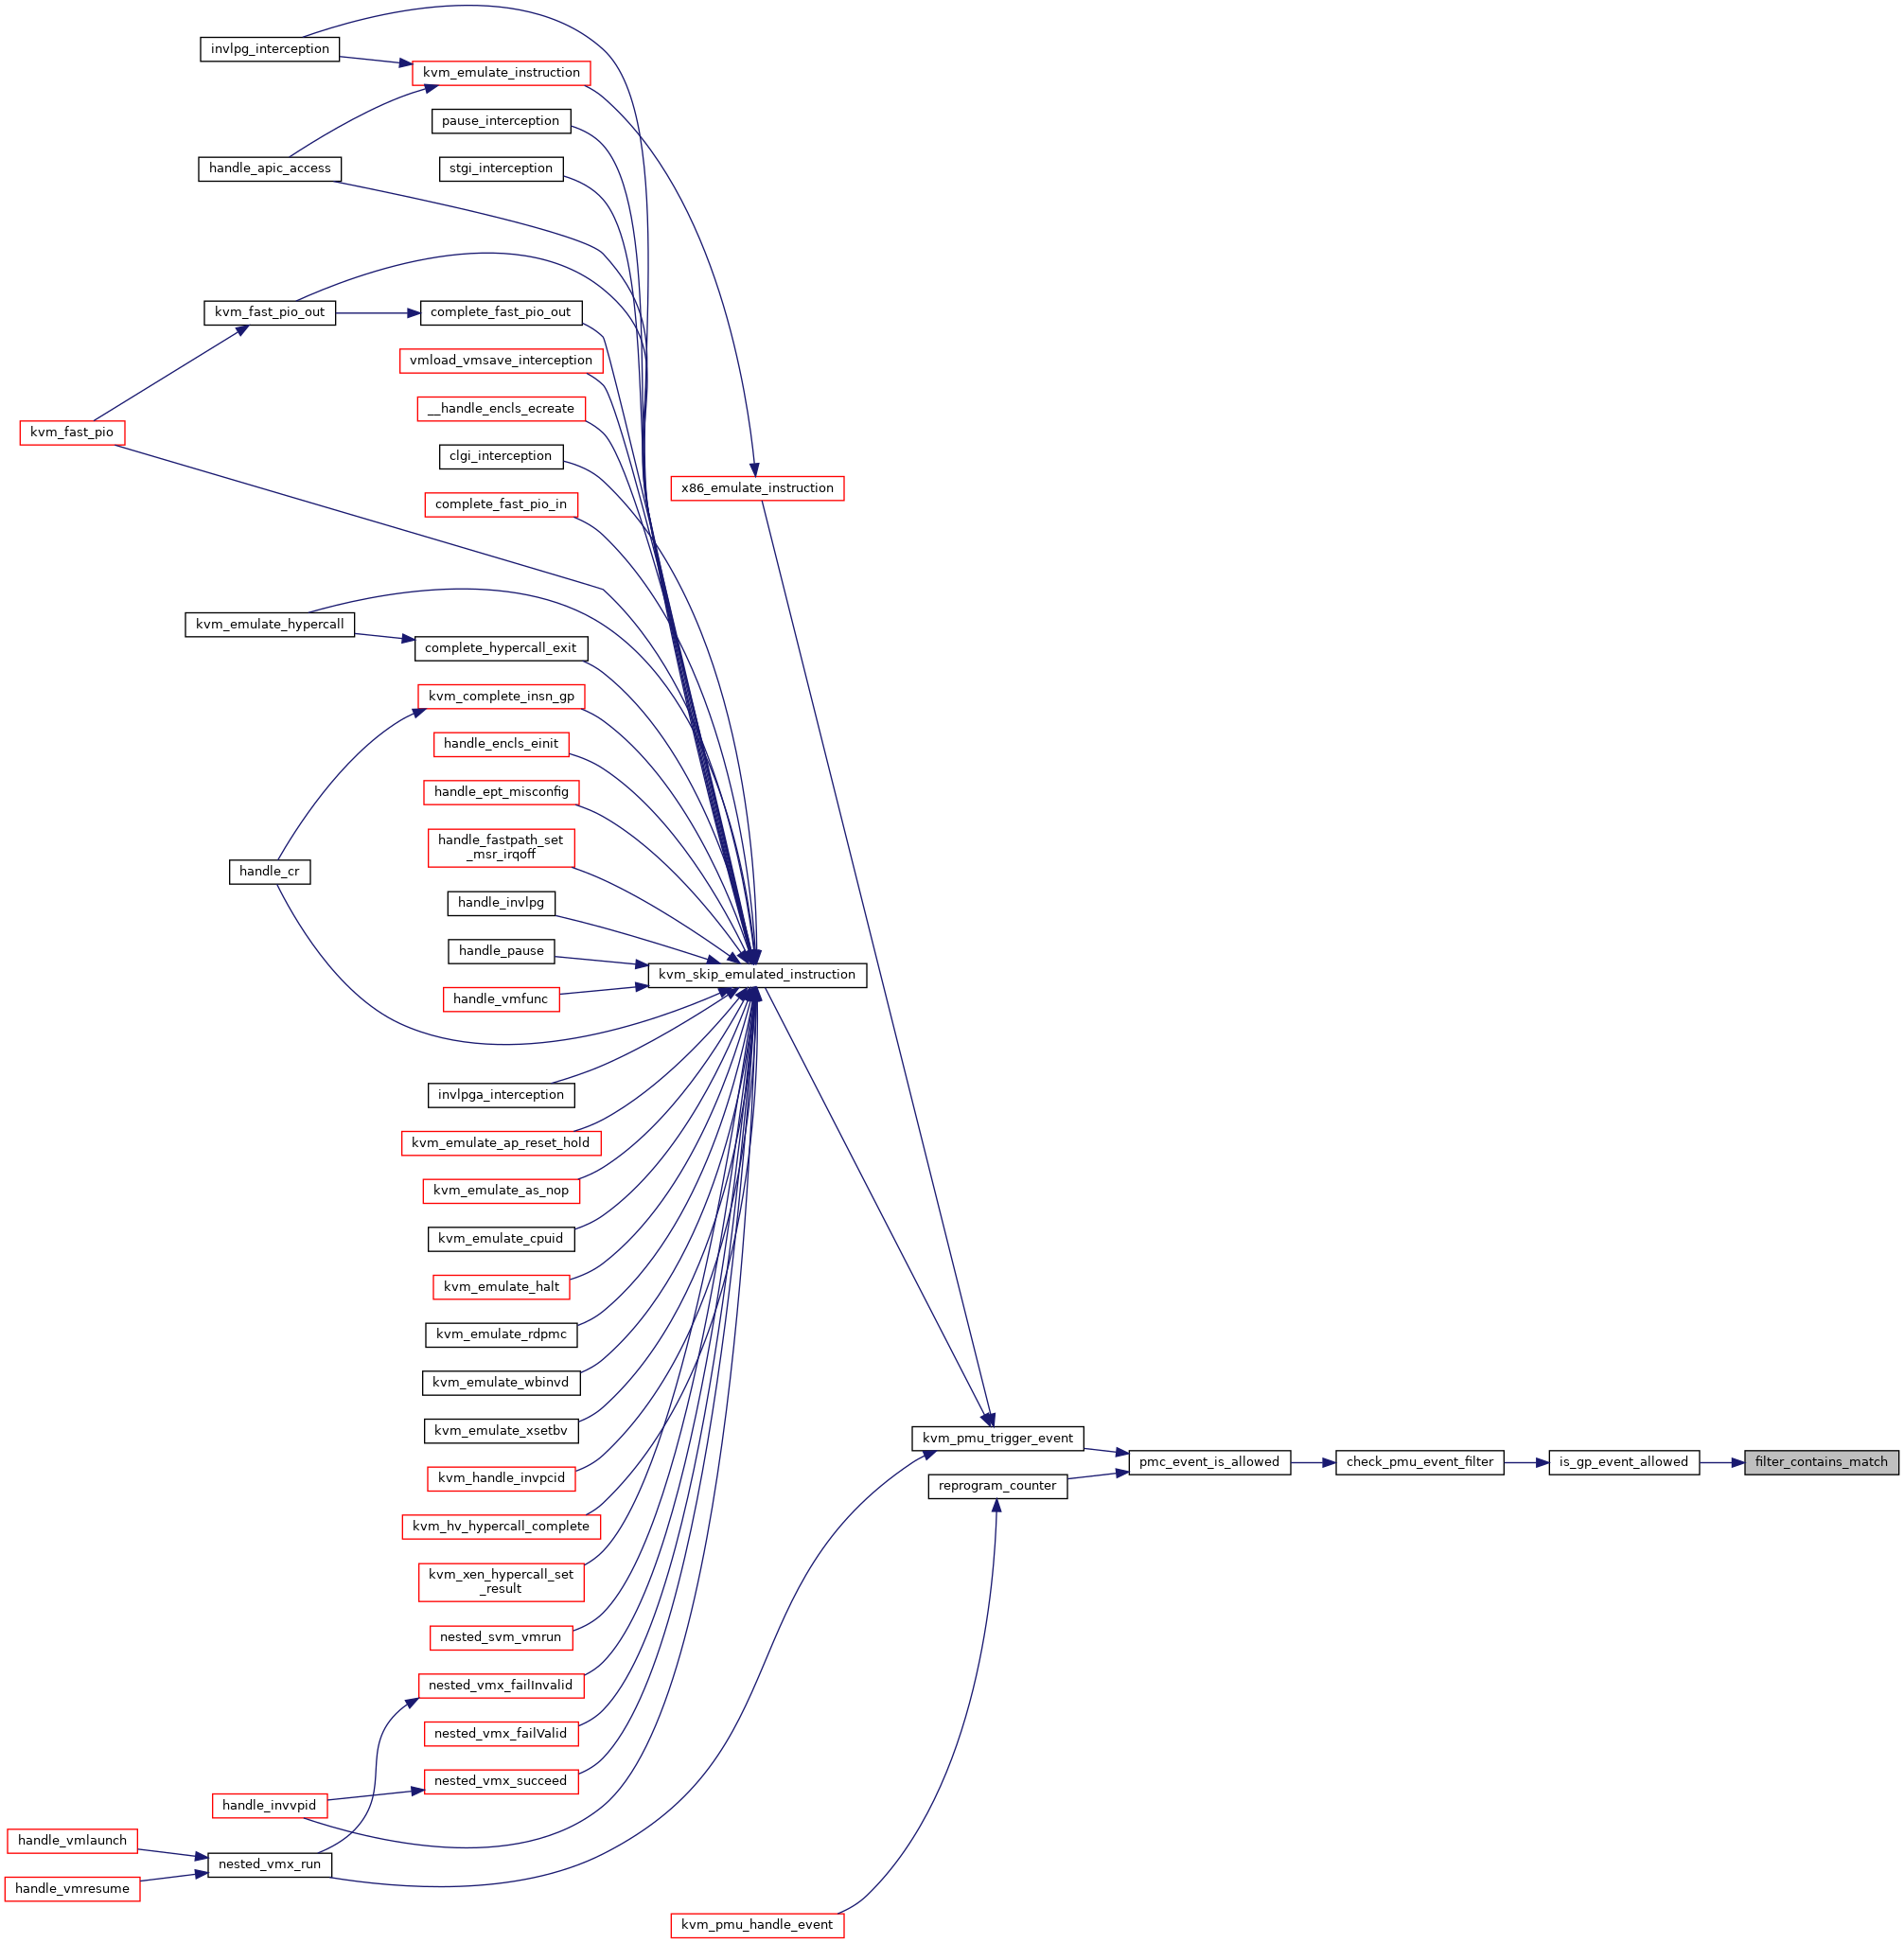 invlpg_interception
kvm_emulate_instruction
pause_interception
handle_apic_access
stgi_interception
kvm_fast_pio_out
complete_fast_pio_out
vmload_vmsave_interception
__handle_encls_ecreate
kvm_fast_pio
clgi_interception
x86_emulate_instruction
complete_fast_pio_in
kvm_emulate_hypercall
complete_hypercall_exit
kvm_complete_insn_gp
handle_encls_einit
handle_ept_misconfig
handle_fastpath_set
_msr_irqoff
handle_cr
handle_invlpg
handle_pause
kvm_skip_emulated_instruction
handle_vmfunc
invlpga_interception
kvm_emulate_ap_reset_hold
kvm_emulate_as_nop
kvm_emulate_cpuid
kvm_emulate_halt
kvm_emulate_rdpmc
kvm_emulate_wbinvd
kvm_emulate_xsetbv
kvm_pmu_trigger_event
pmc_event_is_allowed
check_pmu_event_filter
is_gp_event_allowed
filter_contains_match
kvm_handle_invpcid
reprogram_counter
kvm_hv_hypercall_complete
kvm_xen_hypercall_set
_result
nested_svm_vmrun
nested_vmx_failInvalid
nested_vmx_failValid
nested_vmx_succeed
handle_invvpid
handle_vmlaunch
nested_vmx_run
handle_vmresume
kvm_pmu_handle_event